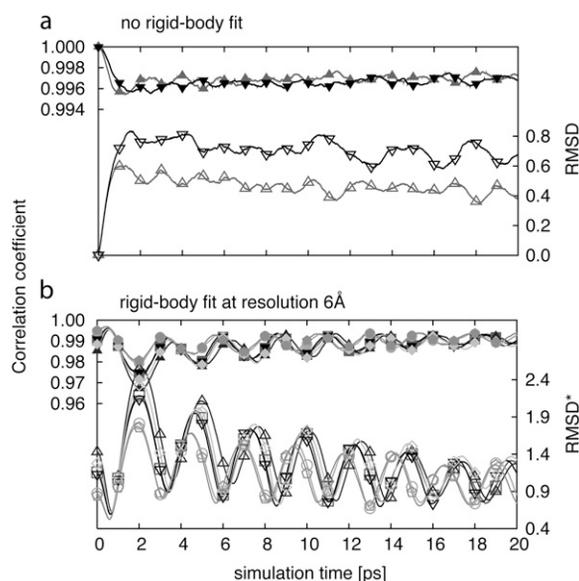 a no rigid-body fit
1.000
0.998
0.996
0.994
0.8
0.6
0.4
0.2
0.0
RMSD
Correlation coefficient
b rigid-body fit at resolution 6Å
1.00
0.99
0.98
0.97
0.96
2.4
1.9
1.4
0.9
0.4
RMSD*
0 2 4 6 8 10 12 14 16 18 20
simulation time [ps]